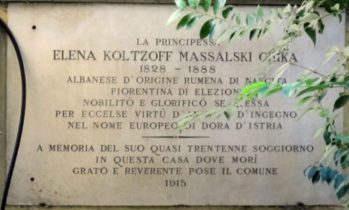 LA PRINCIPESSA
ELENA KOLTZOFF MASSALSKI GHIKA
1828 – 1888
ALBANESE D'ORIGINE RUMENA DI NASCITA
FIORENTINA DI ELEZIONE
NOBILITÒ E GLORIFICÒ SE STESSA
PER ECCELSE VIRTÙ D' D'INGEGNO
NEL NOME EUROPEO DI DORA D'ISTRIA
A MEMORIA DEL SUO QUASI TRENTENNE SOGGIORNO
IN QUESTA CASA DOVE MORÌ
GRATO E REVERENTE POSE IL COMUNE
1915